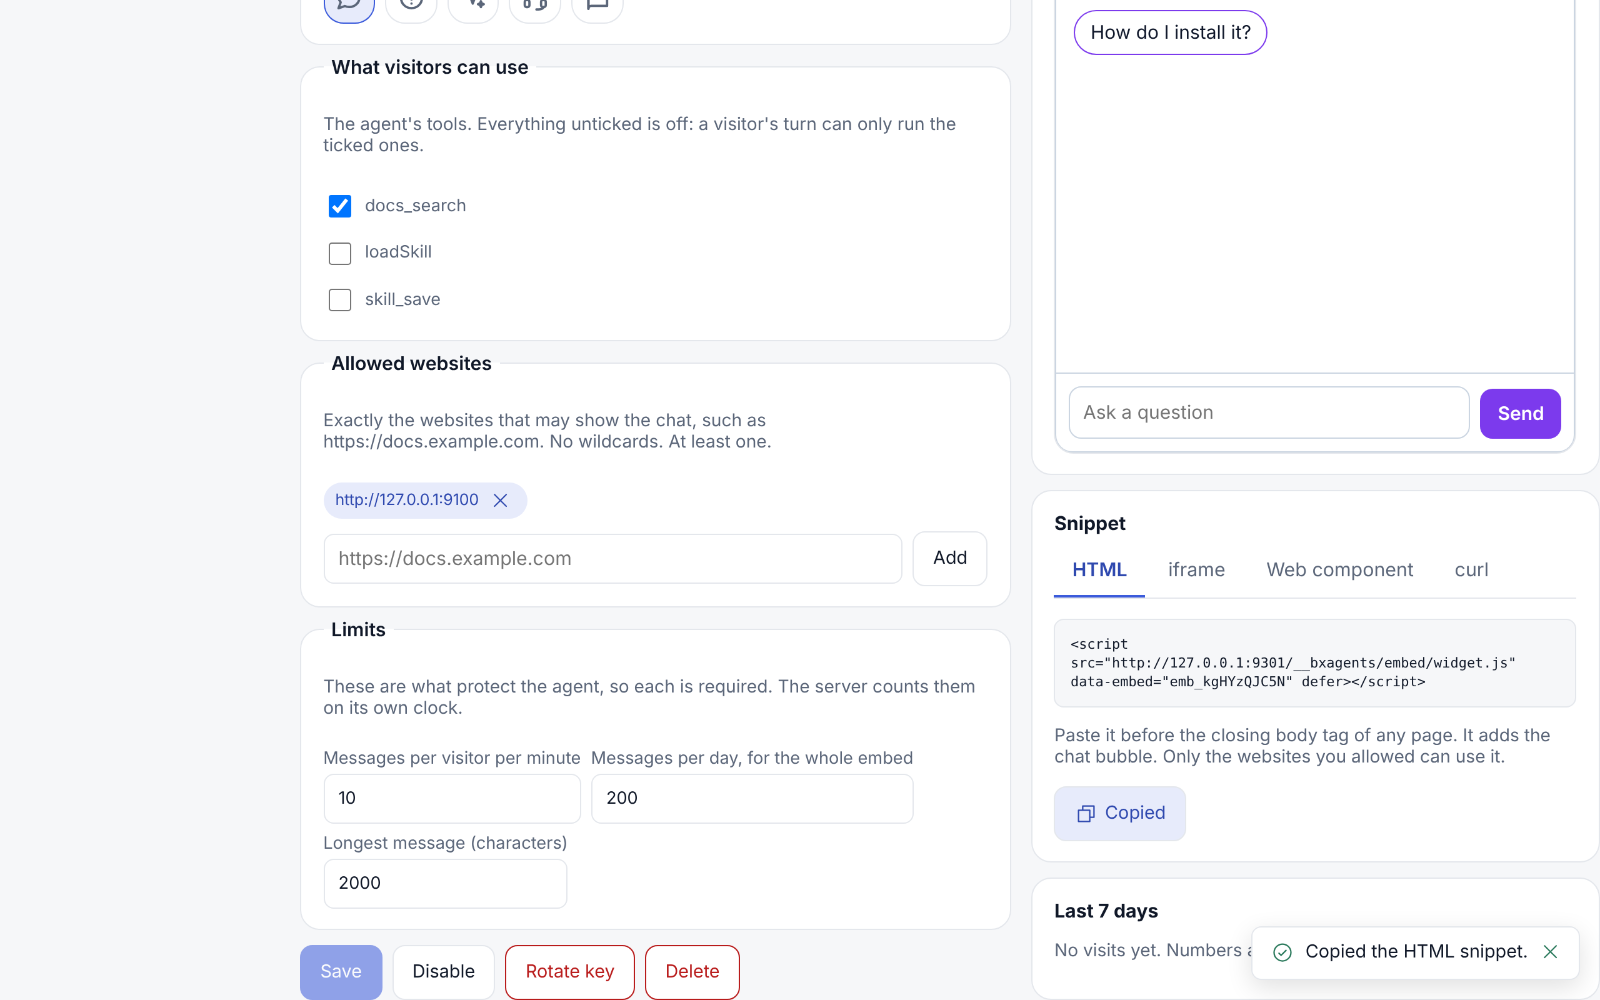 What visitors can use
The agent's tools. Everything unticked is off: a visitor's turn can only run the
ticked ones.
docs_search
loadSkill
skill_save
Allowed websites
Exactly the websites that may show the chat, such as
https://docs.example.com. No wildcards. At least one.
http://127.0.0.1:9100
https://docs.example.com
Add
Limits
These are what protect the agent, so each is required. The server counts them
on its own clock.
Messages per visitor per minute
10
Messages per day, for the whole embed
200
Longest message (characters)
2000
Save
Disable
Rotate key
Delete
How do I install it?
Ask a question
Send
Snippet
HTML
iframe
Web component
curl
<script
src="http://127.0.0.1:9301/__bxagents/embed/widget.js"
data-embed="emb_kgHYzQJC5N" defer></script>
Paste it before the closing body tag of any page. It adds the
chat bubble. Only the websites you allowed can use it.
Copied
Last 7 days
No visits yet. Numbers
Copied the HTML snippet.